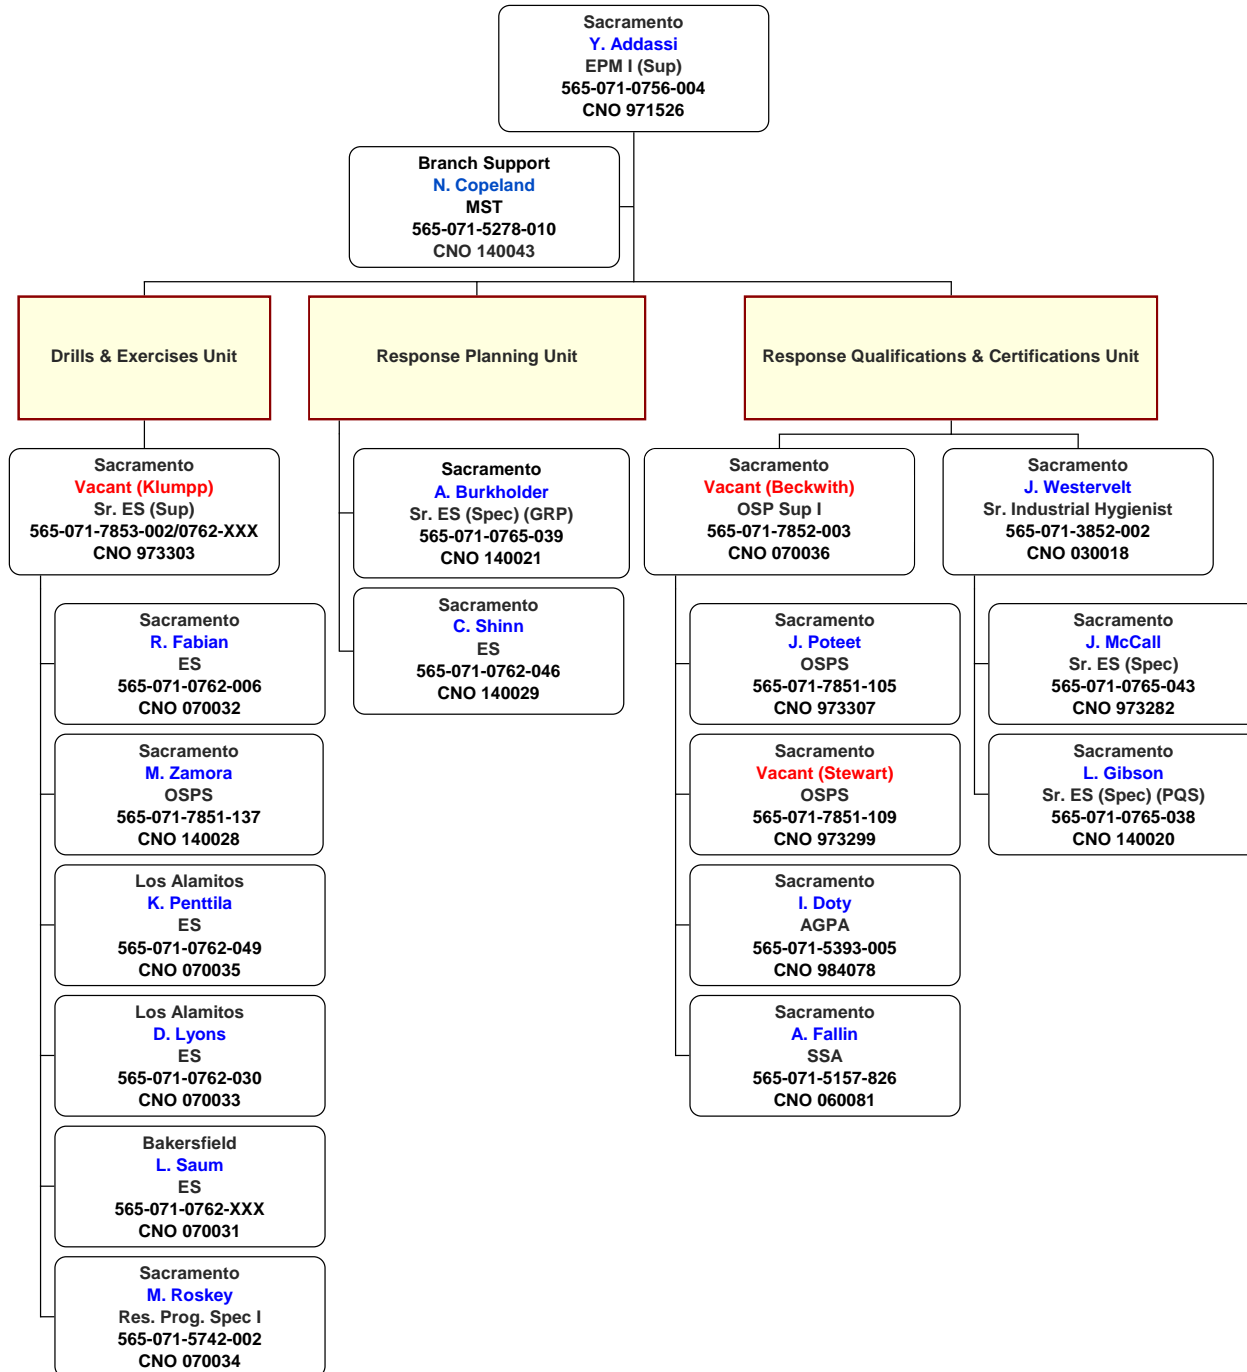 Sacramento
Y. Addassi
EPM I (Sup)
565-071-0756-004
CNO 971526
Branch Support
N. Copeland
MST
565-071-5278-010
CNO 140043
Drills & Exercises Unit
Response Planning Unit
Response Qualifications & Certifications Unit
Sacramento
Vacant (Klumpp)
Sr. ES (Sup)
565-071-7853-002/0762-XXX
CNO 973303
Sacramento
R. Fabian
ES
565-071-0762-006
CNO 070032
Sacramento
M. Zamora
OSPS
565-071-7851-137
CNO 140028
Los Alamitos
K. Penttila
ES
565-071-0762-049
CNO 070035
Los Alamitos
D. Lyons
ES
565-071-0762-030
CNO 070033
Bakersfield
L. Saum
ES
565-071-0762-XXX
CNO 070031
Sacramento
M. Roskey
Res. Prog. Spec I
565-071-5742-002
CNO 070034
Sacramento
A. Burkholder
Sr. ES (Spec) (GRP)
565-071-0765-039
CNO 140021
Sacramento
C. Shinn
ES
565-071-0762-046
CNO 140029
Sacramento
Vacant (Beckwith)
OSP Sup I
565-071-7852-003
CNO 070036
Sacramento
J. Poteet
OSPS
565-071-7851-105
CNO 973307
Sacramento
Vacant (Stewart)
OSPS
565-071-7851-109
CNO 973299
Sacramento
I. Doty
AGPA
565-071-5393-005
CNO 984078
Sacramento
A. Fallin
SSA
565-071-5157-826
CNO 060081
Sacramento
J. Westervelt
Sr. Industrial Hygienist
565-071-3852-002
CNO 030018
Sacramento
J. McCall
Sr. ES (Spec)
565-071-0765-043
CNO 973282
Sacramento
L. Gibson
Sr. ES (Spec) (PQS)
565-071-0765-038
CNO 140020